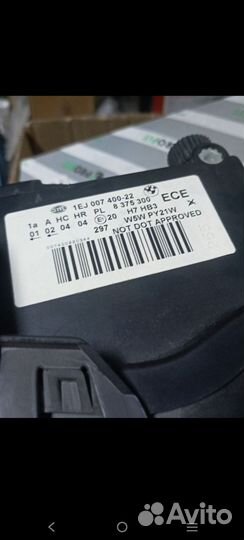 1EJ 007 400-22
1a A HC HR PL 8 375 300 ECE
01 02 04 04 E 20 H7 HB3
297 W5W PY21W
NOT DOT APPROVED
Avito